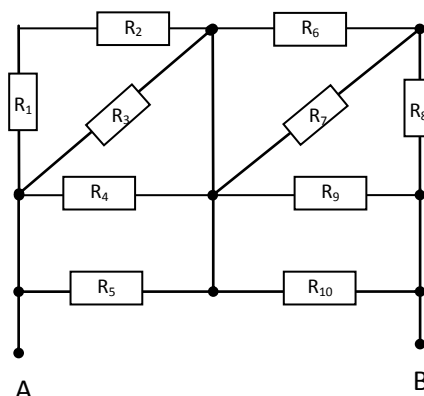 R₂ R₆
R₁ R₃ R₇ R₈
R₄ R₉
R₅ R₁₀
A B